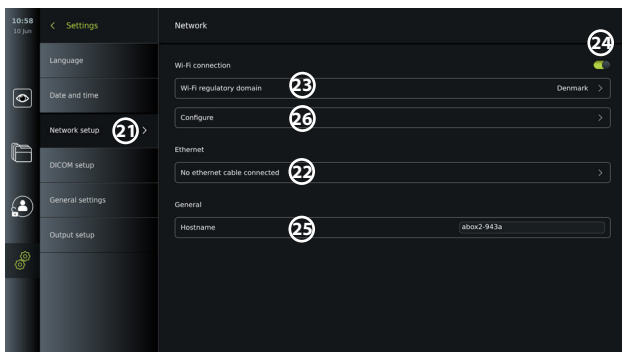 10:58
10 Jun
Settings
Network
24
Language
Wi-Fi connection
Date and time
Wi-Fi regulatory domain
23
Denmark
Configure
26
Network setup
21
Ethernet
DICOM setup
No ethernet cable connected
22
General settings
General
Hostname
25
abox2-943a
Output setup